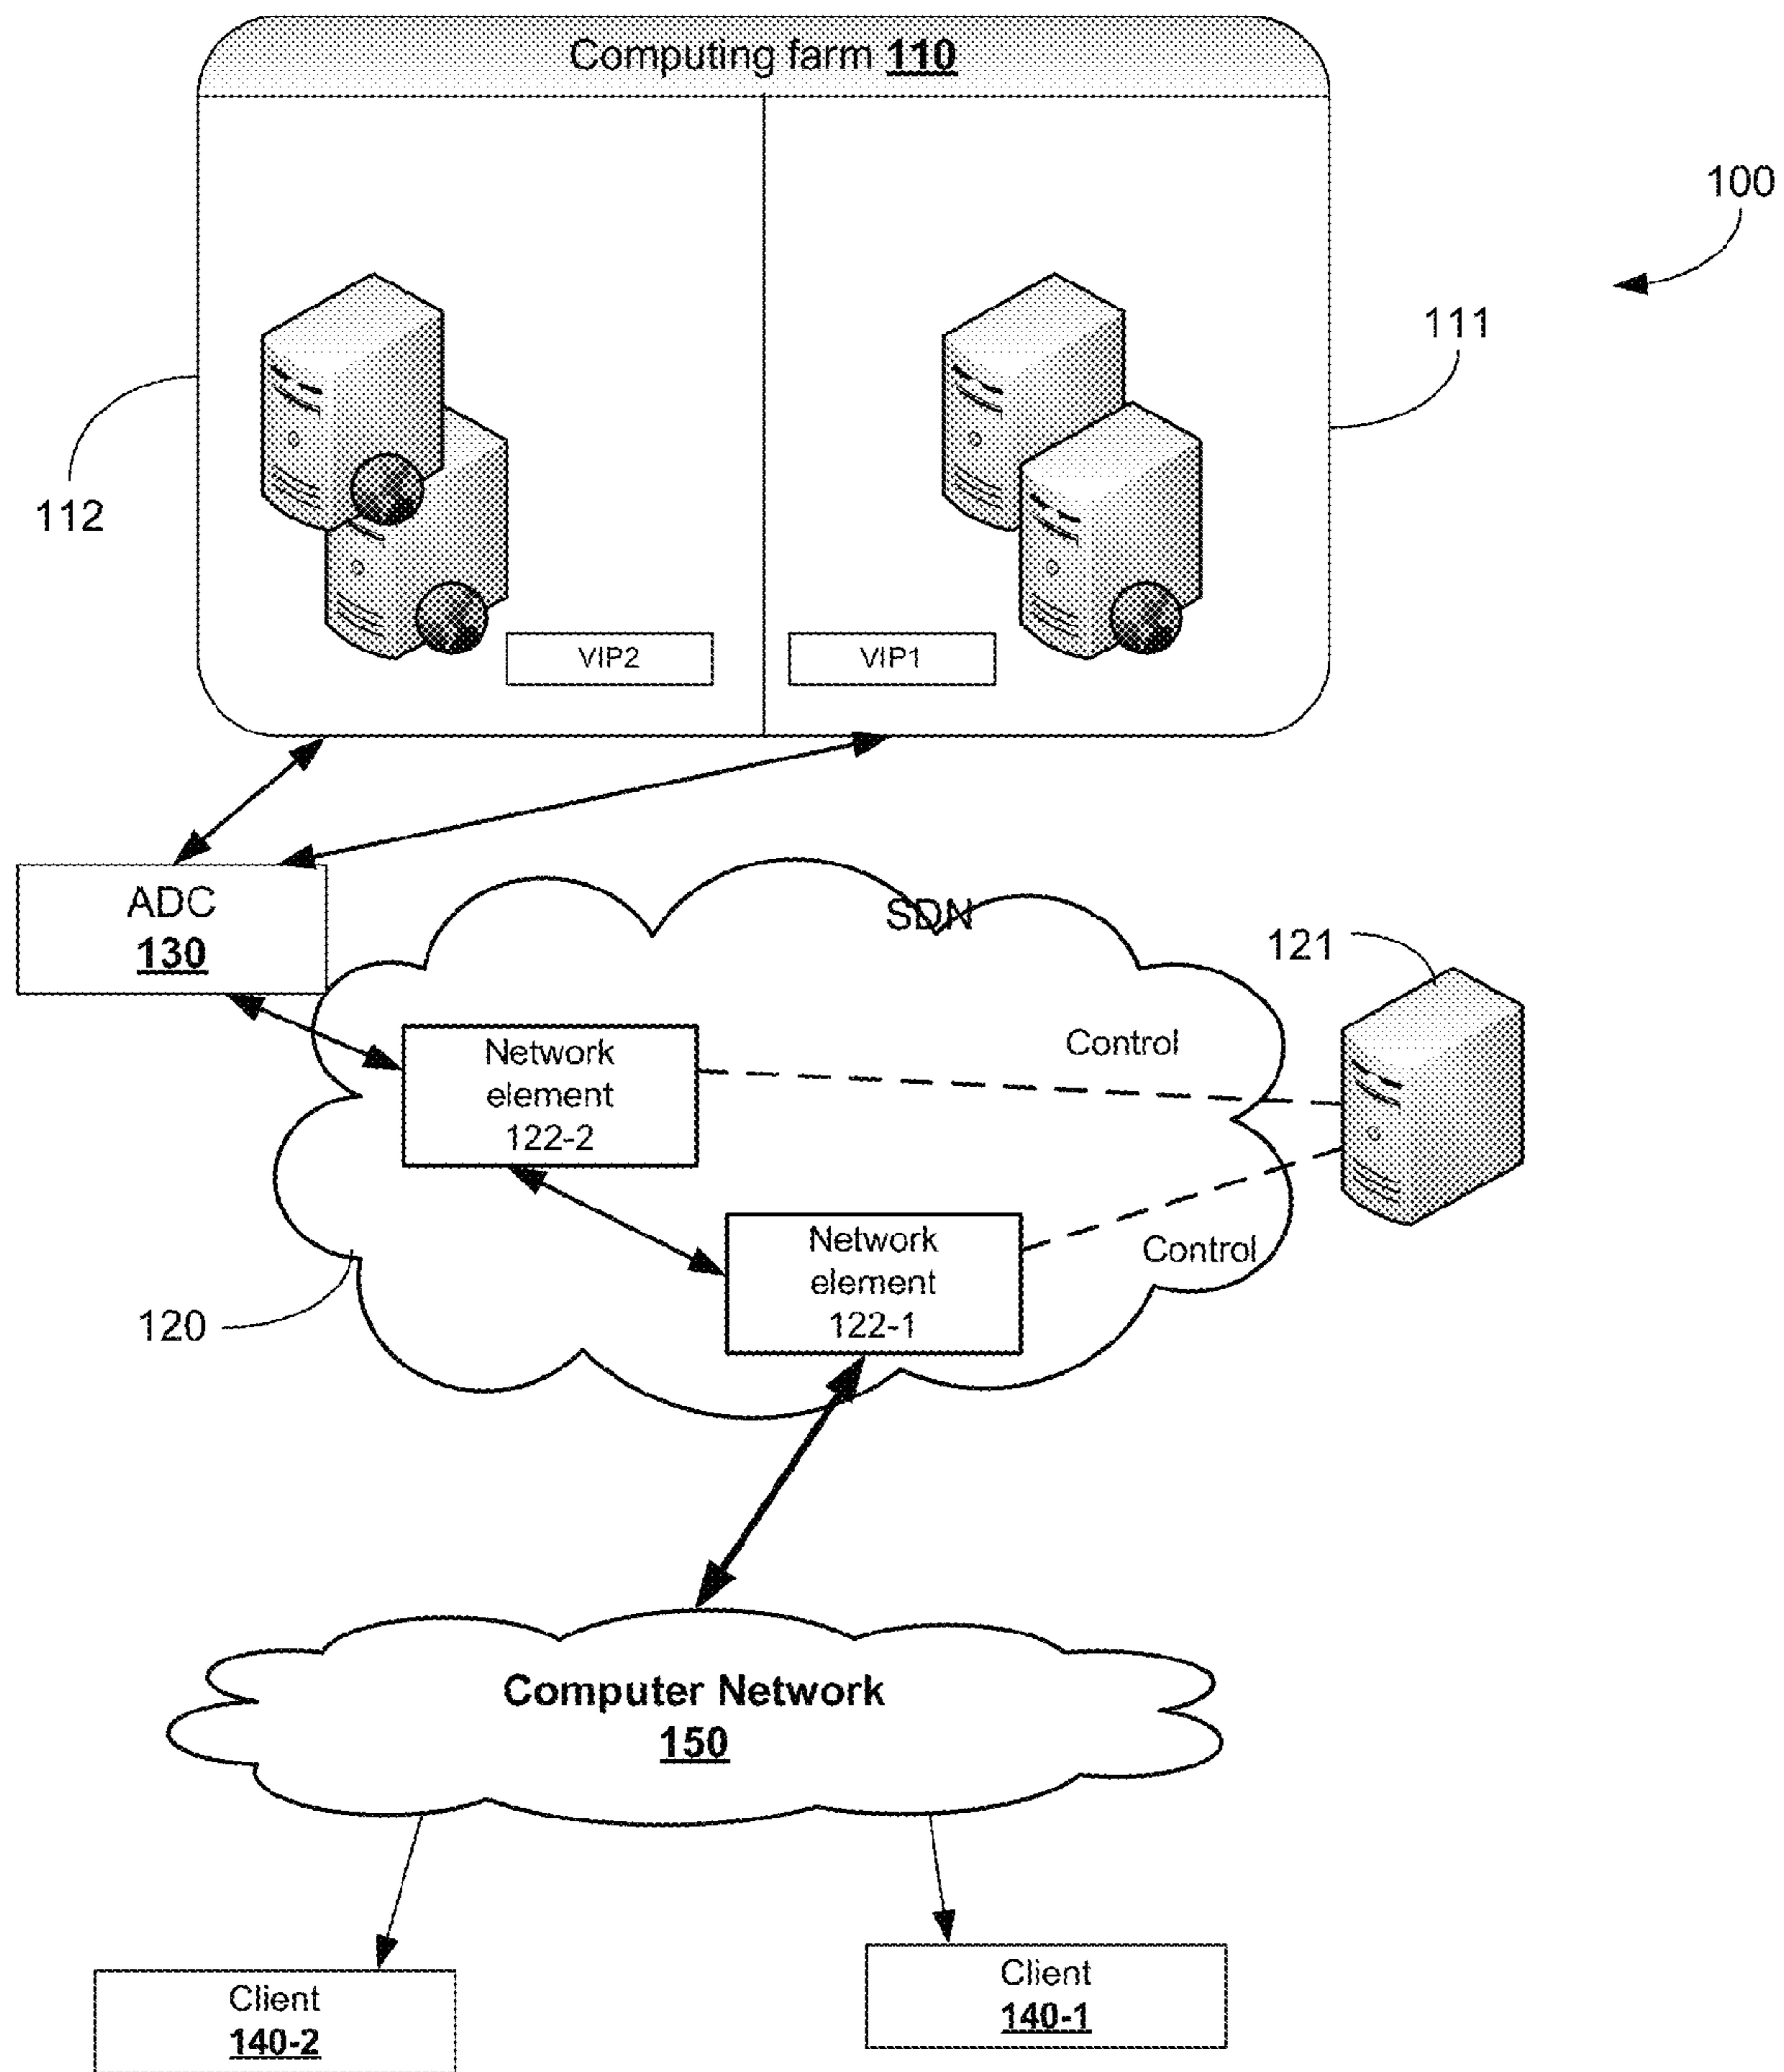 Computing farm 110
100
111
112
VIP2
VIP1
ADC
130
SDN
121
Control
Network
element
122-2
Network
element
122-1
Control
120
Computer Network
150
Client
140-1
Client
140-2